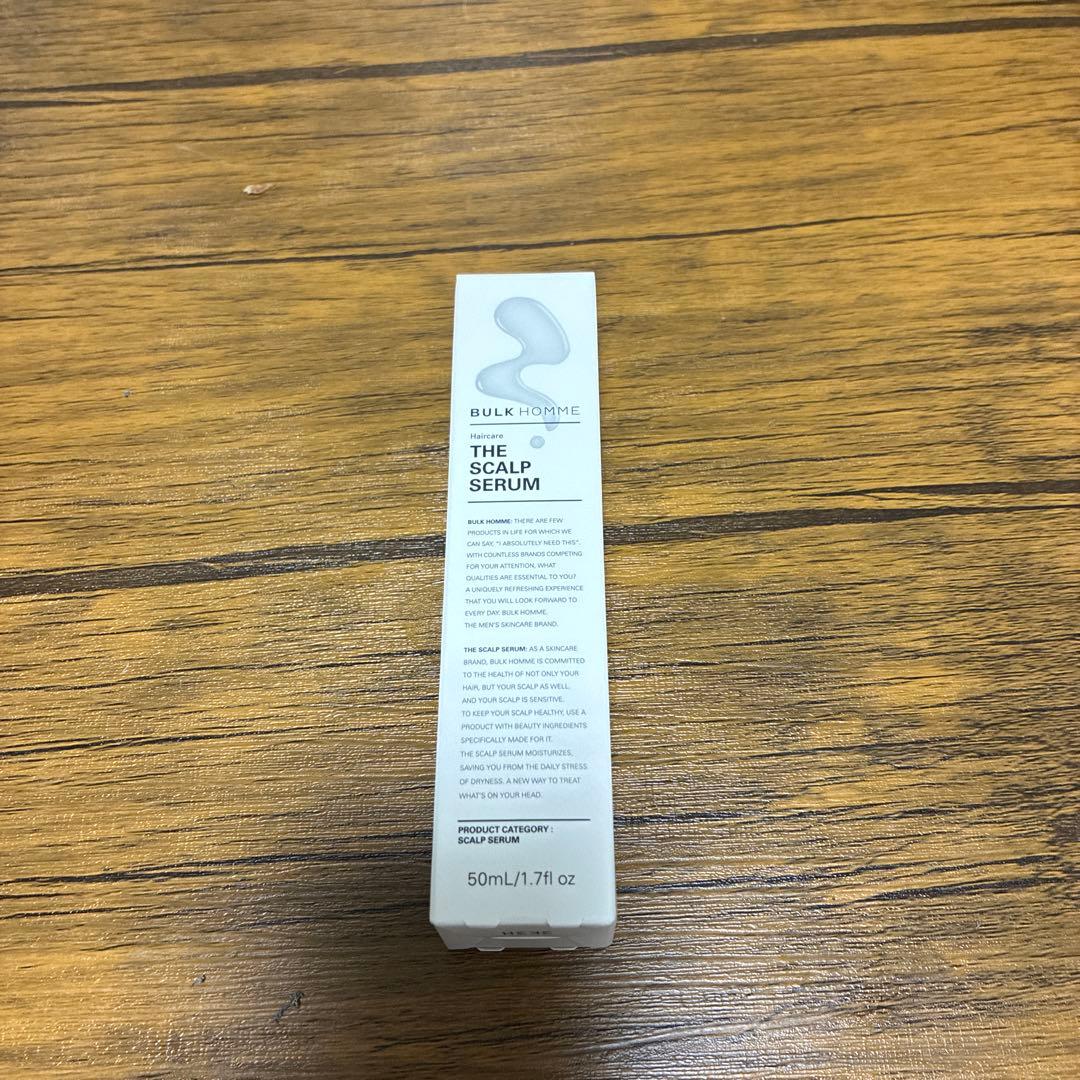 BULK HOMME
Haircare
THE
SCALP
SERUM
BULK HOMME: THERE ARE FEW
PRODUCTS IN LIFE FOR WHICH WE
CAN SAY, "I ABSOLUTELY NEED THIS".
WITH COUNTLESS BRANDS COMPETING
FOR YOUR ATTENTION, WHAT
QUALITIES ARE ESSENTIAL TO YOU?
A UNIQUELY REFRESHING EXPERIENCE
THAT YOU WILL LOOK FORWARD TO
EVERY DAY. BULK HOMME.
THE MEN'S SKINCARE BRAND.
THE SCALP SERUM: AS A SKINCARE
BRAND, BULK HOMME IS COMMITTED
TO THE HEALTH OF NOT ONLY YOUR
HAIR, BUT YOUR SCALP AS WELL.
AND YOUR SCALP IS SENSITIVE.
TO KEEP YOUR SCALP HEALTHY, USE A
PRODUCT WITH BEAUTY INGREDIENTS
SPECIFICALLY MADE FOR IT.
THE SCALP SERUM MOISTURIZES,
SAVING YOU FROM THE DAILY STRESS
OF DRYNESS. A NEW WAY TO TREAT
WHAT'S ON YOUR HEAD.
PRODUCT CATEGORY :
SCALP SERUM
50mL/1.7fl oz